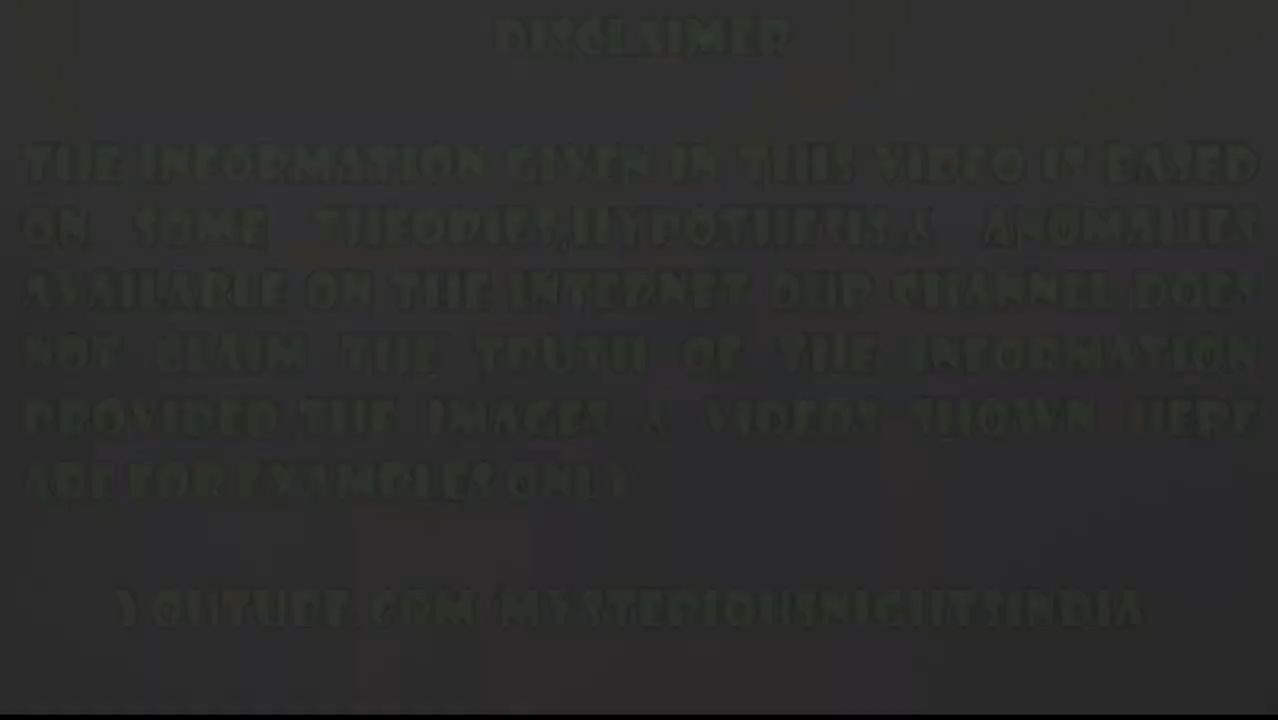 DISCLAIMER
THE INFORMATION GIVEN IN THIS VIDEO IS BASED
ON SOME THEORIES,HYPOTHESIS,& ANOMALIES
AVAILABLE ON THE INTERNET OUR CHANNEL DOES
NOT CLAIM THE TRUTH OF THE INFORMATION
PROVIDED THE IMAGES & VIDEOS SHOWN HERE
ARE FOR EXAMPLES ONLY
YOUTUBE COM MYSTERIOUSNIGHTSINDIA